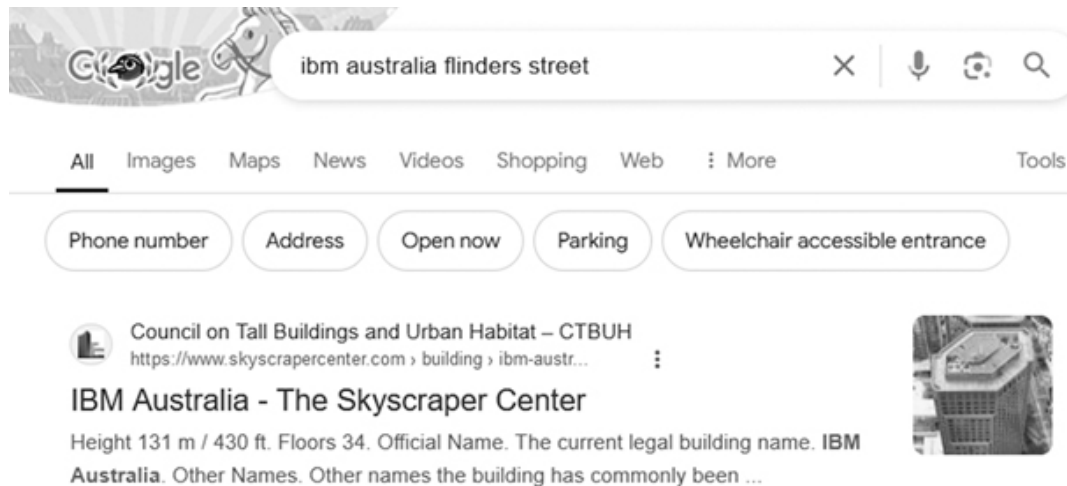 Google
ibm australia flinders street
All Images Maps News Videos Shopping Web More Tools
Phone number Address Open now Parking Wheelchair accessible entrance
Council on Tall Buildings and Urban Habitat – CTBUH
https://www.skyscrapercenter.com › building › ibm-austr...
IBM Australia - The Skyscraper Center
Height 131 m / 430 ft. Floors 34. Official Name. The current legal building name. IBM
Australia. Other Names. Other names the building has commonly been ...